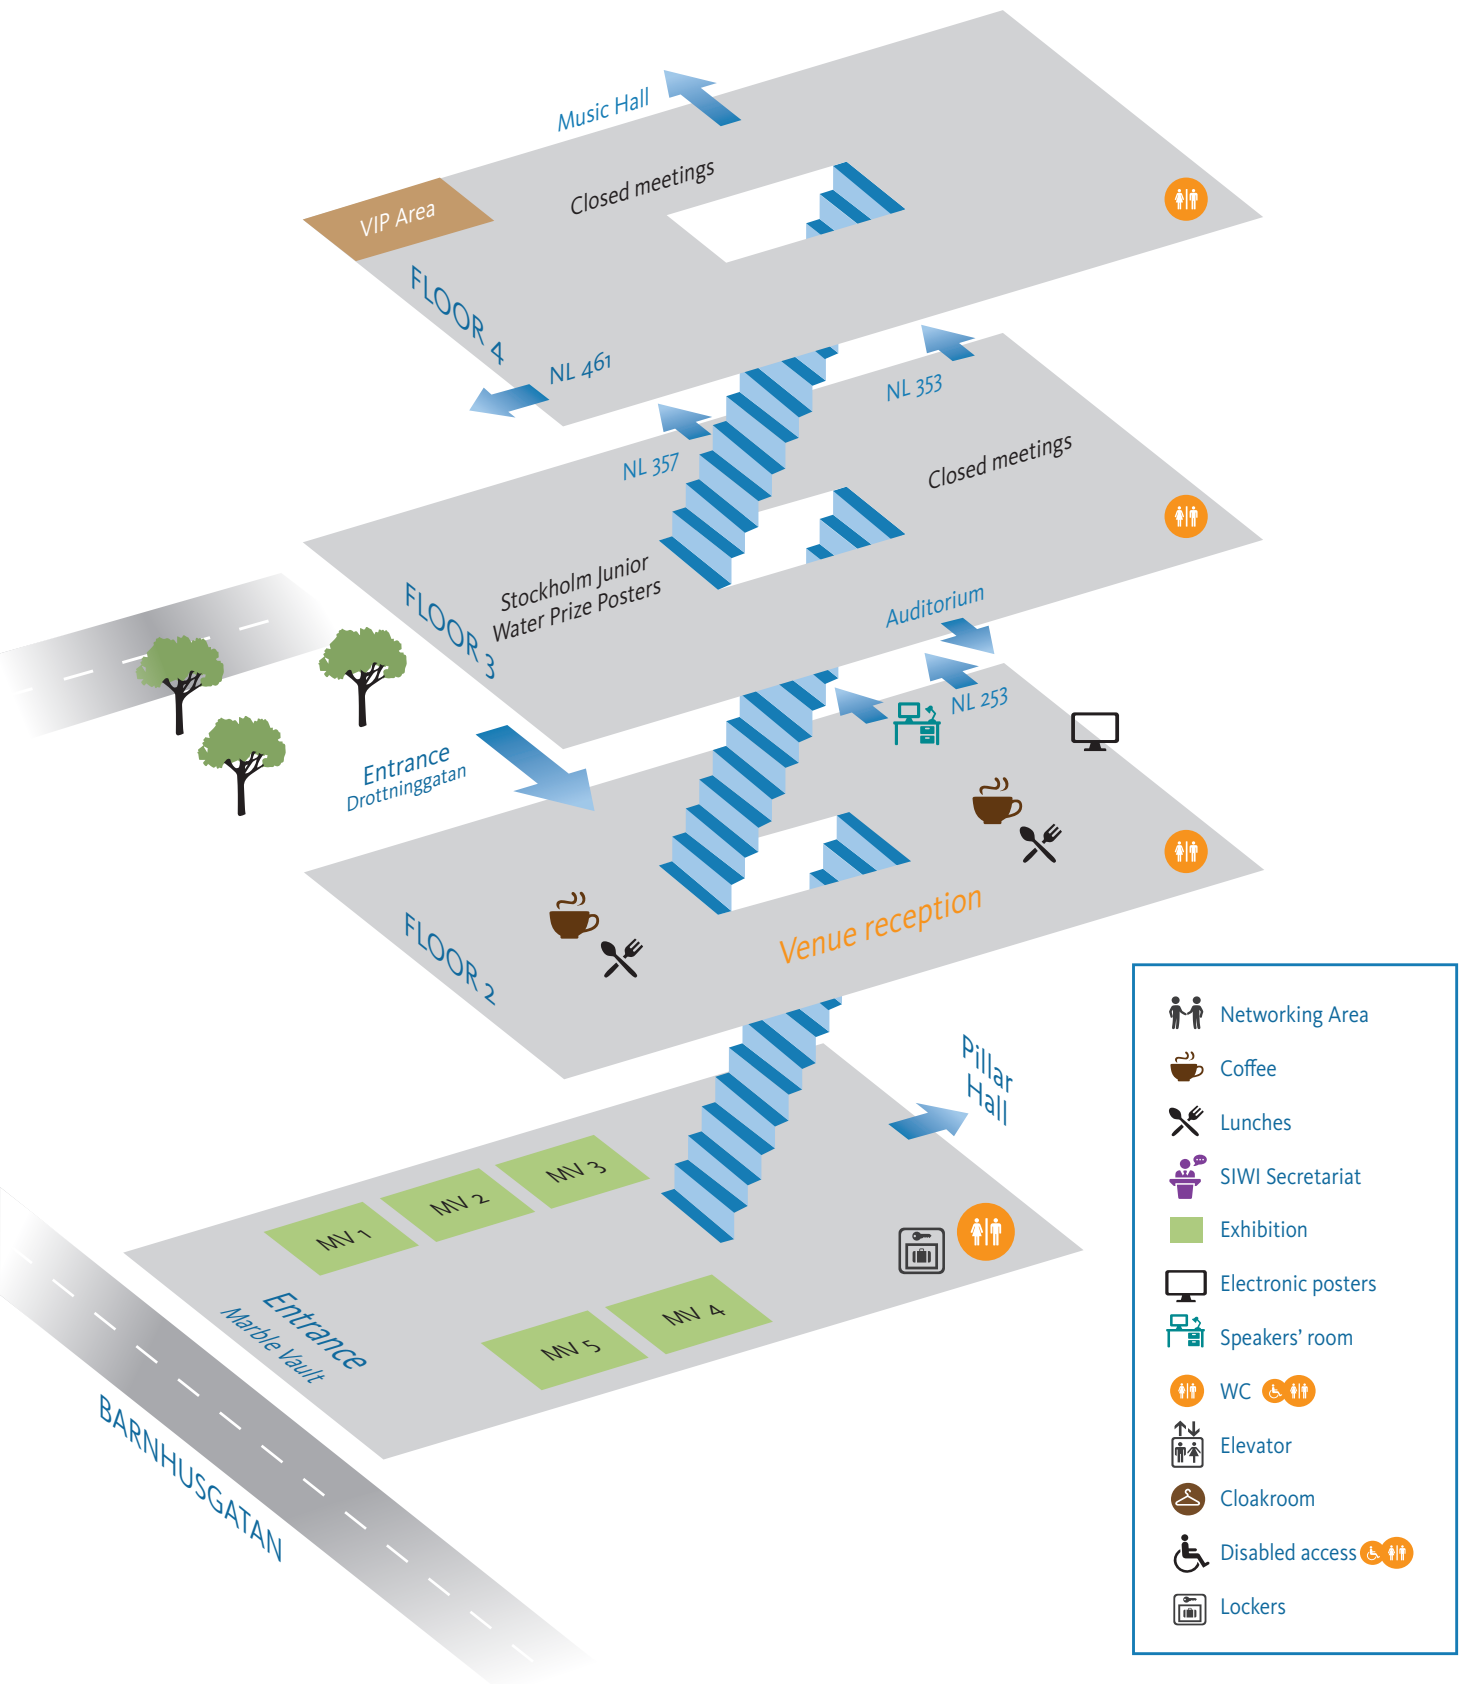 Music Hall
Closed meetings
VIP Area
FLOOR 4
NL 461
NL 353
NL 357
Closed meetings
Stockholm Junior
Water Prize Posters
FLOOR 3
Auditorium
NL 253
Entrance
Drottninggatan
Venue reception
FLOOR 2
Pillar
Hall
MV 1
MV 2
MV 3
MV 4
MV 5
Entrance
Marble Vault
BARNHUSGATAN
Networking Area
Coffee
Lunches
SIWI Secretariat
Exhibition
Electronic posters
Speakers’ room
WC
Elevator
Cloakroom
Disabled access
Lockers